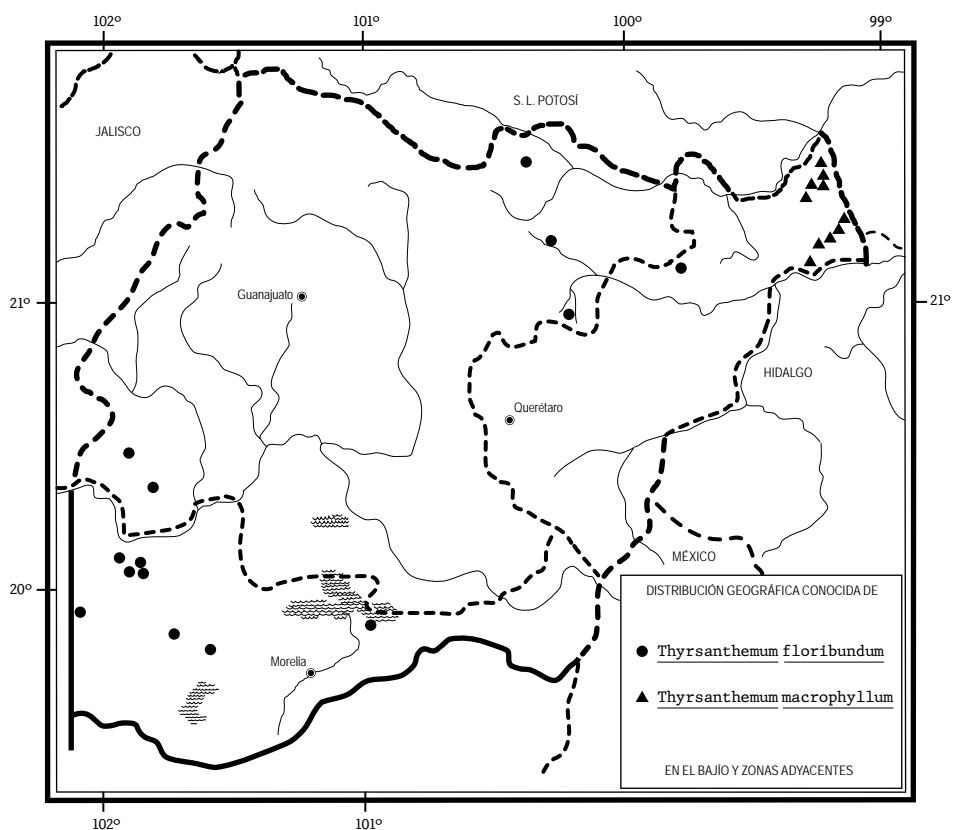 102º 101º 100º 99º
S. L. POTOSÍ
JALISCO
Guanajuato
21º 21º
HIDALGO
Querétaro
MÉXICO
20º
DISTRIBUCIÓN GEOGRÁFICA CONOCIDA DE
Thyrsanthemum floribundum
Morelia
Thyrsanthemum macrophyllum
EN EL BAJÍO Y ZONAS ADYACENTES
102º 101º